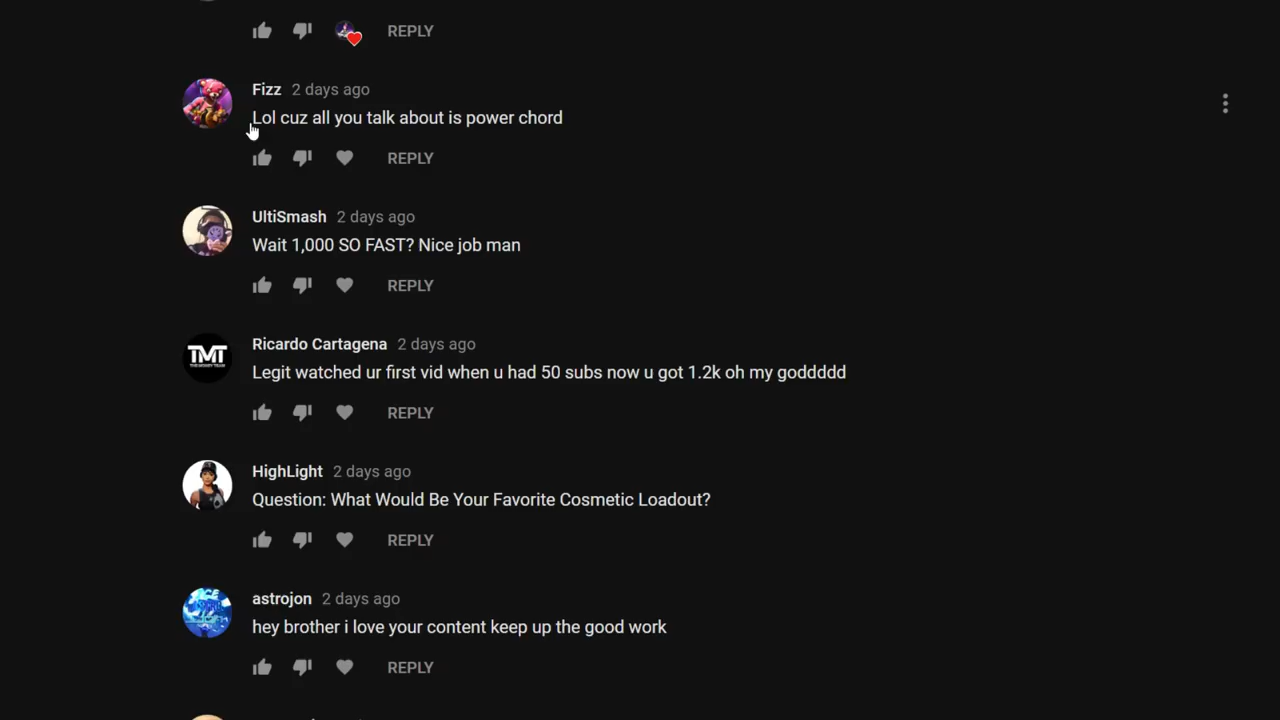 REPLY
Fizz 2 days ago
Lol cuz all you talk about is power chord
REPLY
UltiSmash 2 days ago
Wait 1,000 SO FAST? Nice job man
REPLY
TMT
Ricardo Cartagena 2 days ago
Legit watched ur first vid when u had 50 subs now u got 1.2k oh my goddddd
REPLY
HighLight 2 days ago
Question: What Would Be Your Favorite Cosmetic Loadout?
REPLY
astrojon 2 days ago
hey brother i love your content keep up the good work
REPLY